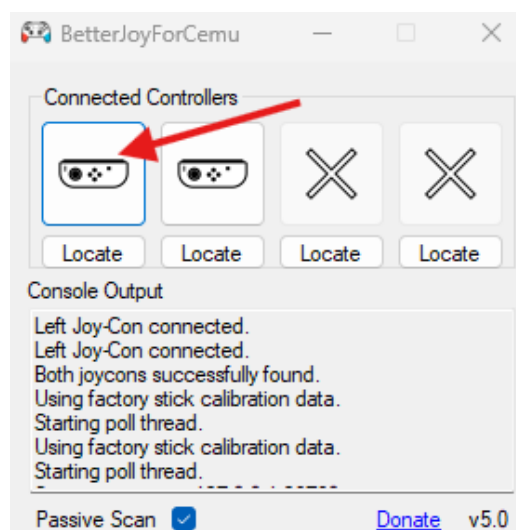 BetterJoyForCemu
Connected Controllers
Locate Locate Locate Locate
Console Output
Left Joy-Con connected.
Left Joy-Con connected.
Both joycons successfully found.
Using factory stick calibration data.
Starting poll thread.
Using factory stick calibration data.
Starting poll thread.
Passive Scan Donate v5.0